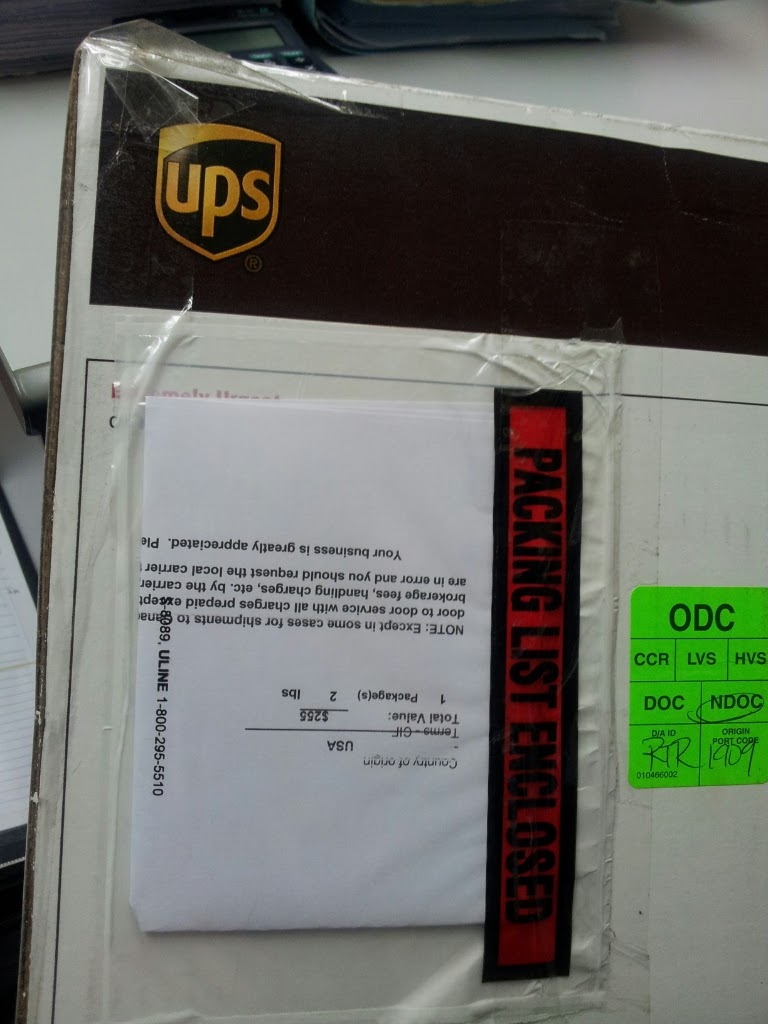 ups
®
PACKING LIST ENCLOSED
NOTE: Except in some cases for shipments to
door to door service with all charges prepaid except
brokerage fees, handling charges, etc. by the carrier
are in error and you should request the local carrier
Your business is greatly appreciated.
Country of origin USA
Terms - CIF
Total Value: $255
1 Package(s) 2 lbs
S-8089, ULINE 1-800-295-5510
ODC
CCR LVS HVS
DOC NDOC
D/A ID ORIGIN PORT CODE
RTR 1909
010466002